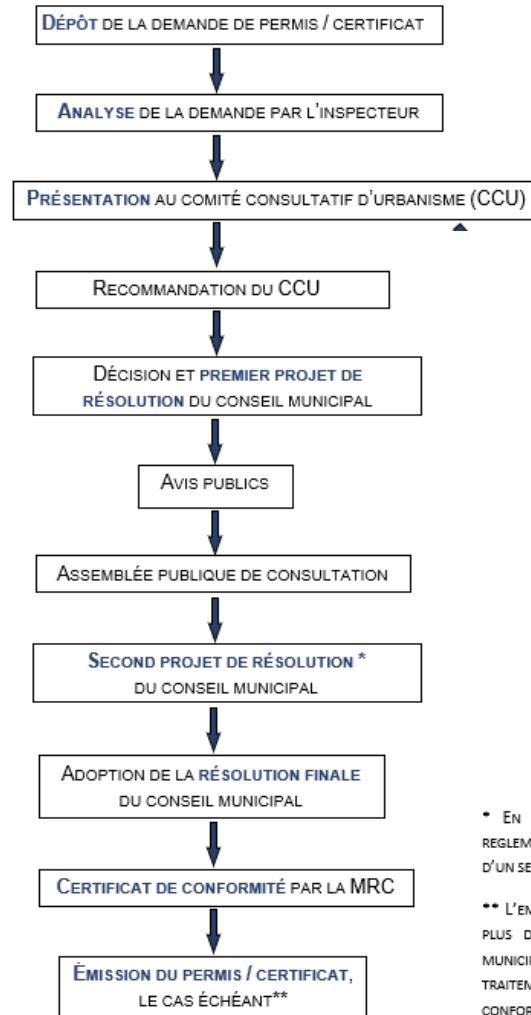 DÉPÔT DE LA DEMANDE DE PERMIS / CERTIFICAT
ANALYSE DE LA DEMANDE PAR L'INSPECTEUR
PRÉSENTATION AU COMITÉ CONSULTATIF D'URBANISME (CCU)
RECOMMANDATION DU CCU
DÉCISION ET PREMIER PROJET DE
RÉSOLUTION DU CONSEIL MUNICIPAL
AVIS PUBLICS
ASSEMBLÉE PUBLIQUE DE CONSULTATION
SECOND PROJET DE RÉSOLUTION *
DU CONSEIL MUNICIPAL
ADOPTION DE LA RÉSOLUTION FINALE
DU CONSEIL MUNICIPAL
CERTIFICAT DE CONFORMITÉ PAR LA MRC
ÉMISSION DU PERMIS / CERTIFICAT,
LE CAS ÉCHÉANT**
* EN
D'UN SE
** L'EM
PLUS D
MUNICIP
TRAITEM
CONFOR